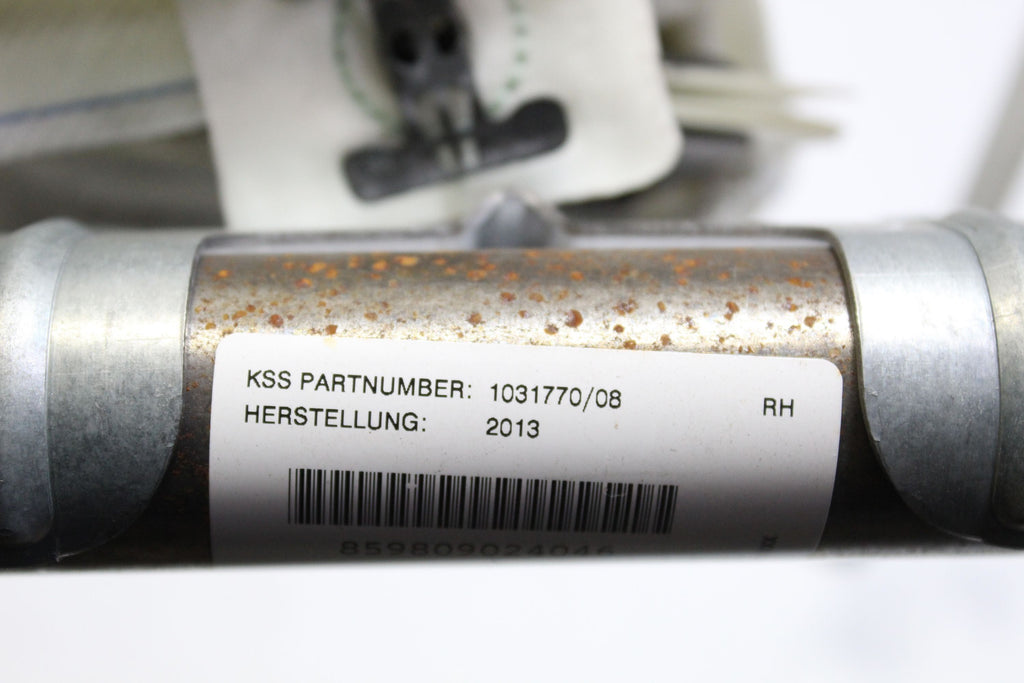 KSS PARTNUMBER: 1031770/08 RH
HERSTELLUNG: 2013
859809024046